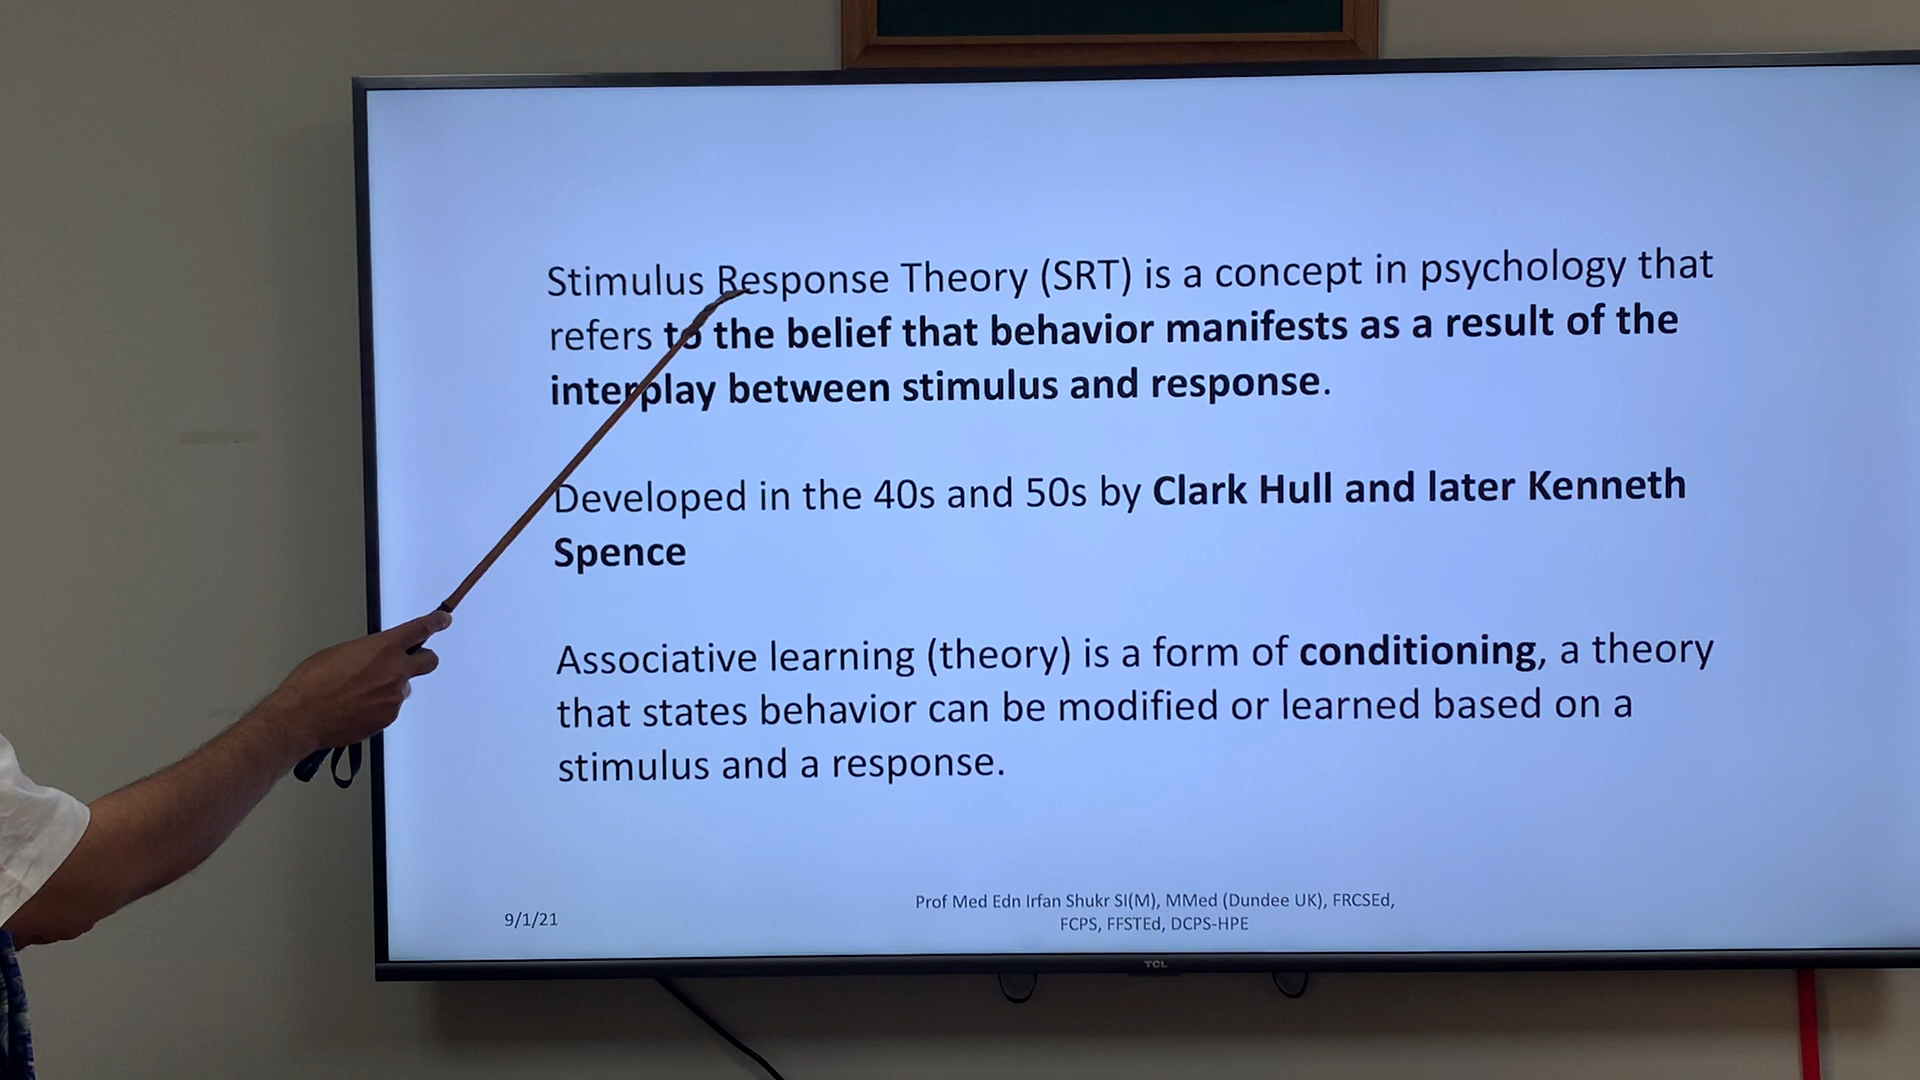 Stimulus Response Theory (SRT) is a concept in psychology that
refers to the belief that behavior manifests as a result of the
interplay between stimulus and response.
Developed in the 40s and 50s by Clark Hull and later Kenneth
Spence
Associative learning (theory) is a form of conditioning, a theory
that states behavior can be modified or learned based on a
stimulus and a response.
9/1/21
Prof Med Edn Irfan Shukr SI(M), MMed (Dundee UK), FRCSEd,
FCPS, FFSTEd, DCPS-HPE
TCL